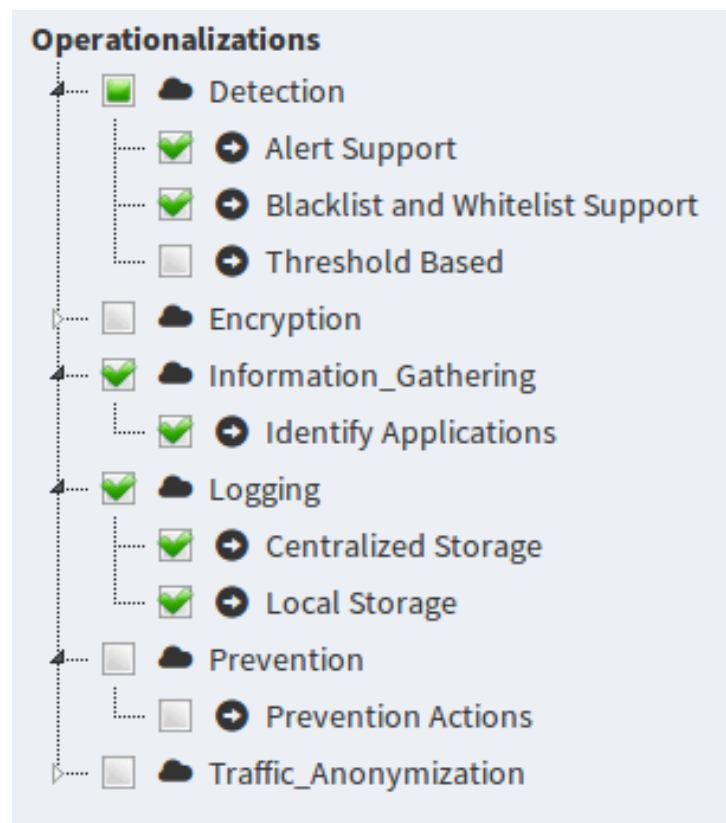 Operationalizations
Detection
Alert Support
Blacklist and Whitelist Support
Threshold Based
Encryption
Information_Gathering
Identify Applications
Logging
Centralized Storage
Local Storage
Prevention
Prevention Actions
Traffic_Anonymization